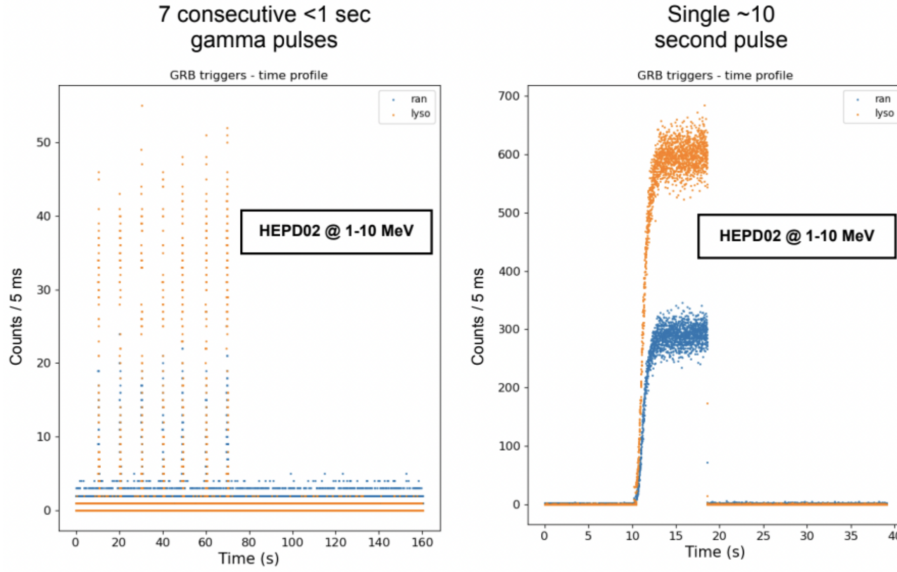 7 consecutive <1 sec
gamma pulses
GRB triggers - time profile
ran
lyso
HEPD02 @ 1-10 MeV
Counts / 5 ms
50
40
30
20
10
0
0 20 40 60 80 100 120 140 160
Time (s)
Single ~10
second pulse
GRB triggers - time profile
ran
lyso
HEPD02 @ 1-10 MeV
Counts / 5 ms
700
600
500
400
300
200
100
0
0 5 10 15 20 25 30 35 40
Time (s)